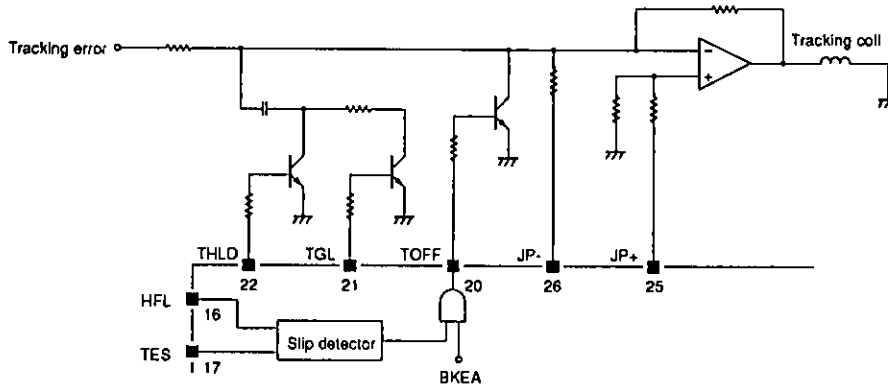 Tracking error
Tracking coil
−
+
THLD
TGL
TOFF
JP-
JP+
22
21
20
26
25
HFL
16
Slip detector
TES
17
BKEA